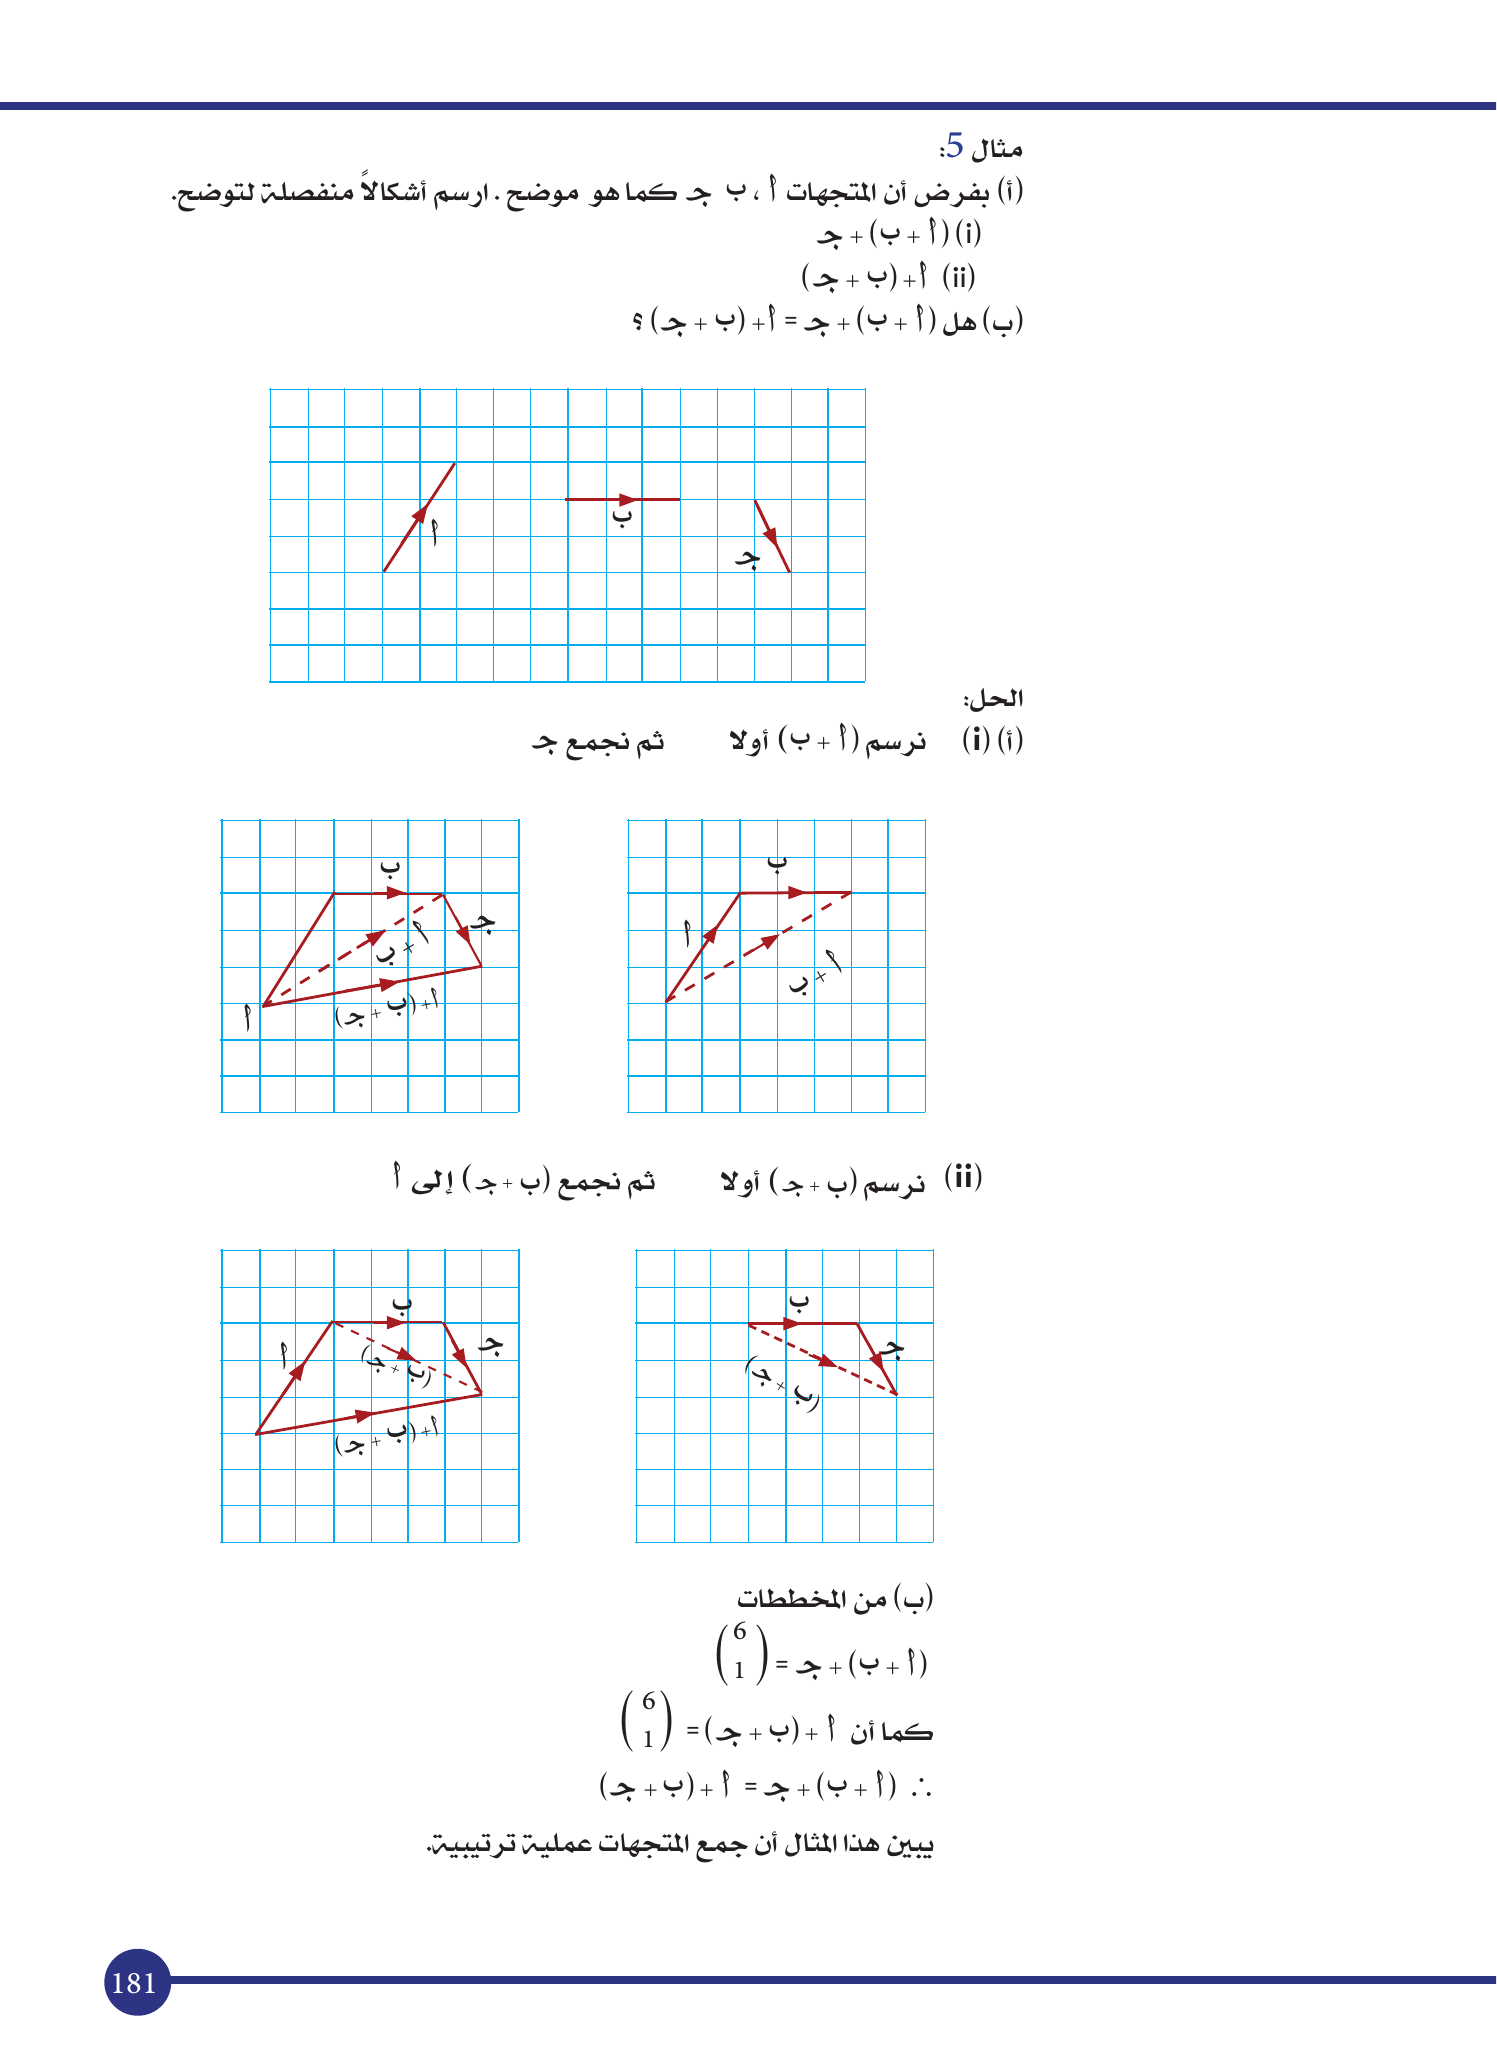 مثال 5:
(أ) بفرض أن المتجهات أ ، ب جـ كما هو موضح . ارسم أشكالاً منفصلة لتوضح.
(i) (أ + ب) + جـ
(ii) أ + (ب + جـ)
(ب) هل (أ + ب) + جـ = أ + (ب + جـ) ؟
أ
ب
جـ
الحل:
(أ) (i) نرسم (أ + ب) أولا ثم نجمع جـ
ب
أ
أ + ب
ب
جـ
أ + ب
أ + (ب + جـ)
أ
(ii) نرسم (ب + جـ) أولا ثم نجمع (ب + جـ) إلى أ
ب
جـ
(ب + جـ)
ب
أ
جـ
(ب + جـ)
أ + (ب + جـ)
(ب) من المخططات
(أ + ب) + جـ = (6 1)
كما أن أ + (ب + جـ) = (6 1)
∴ (أ + ب) + جـ = أ + (ب + جـ)
يبين هذا المثال أن جمع المتجهات عملية ترتيبية.
181